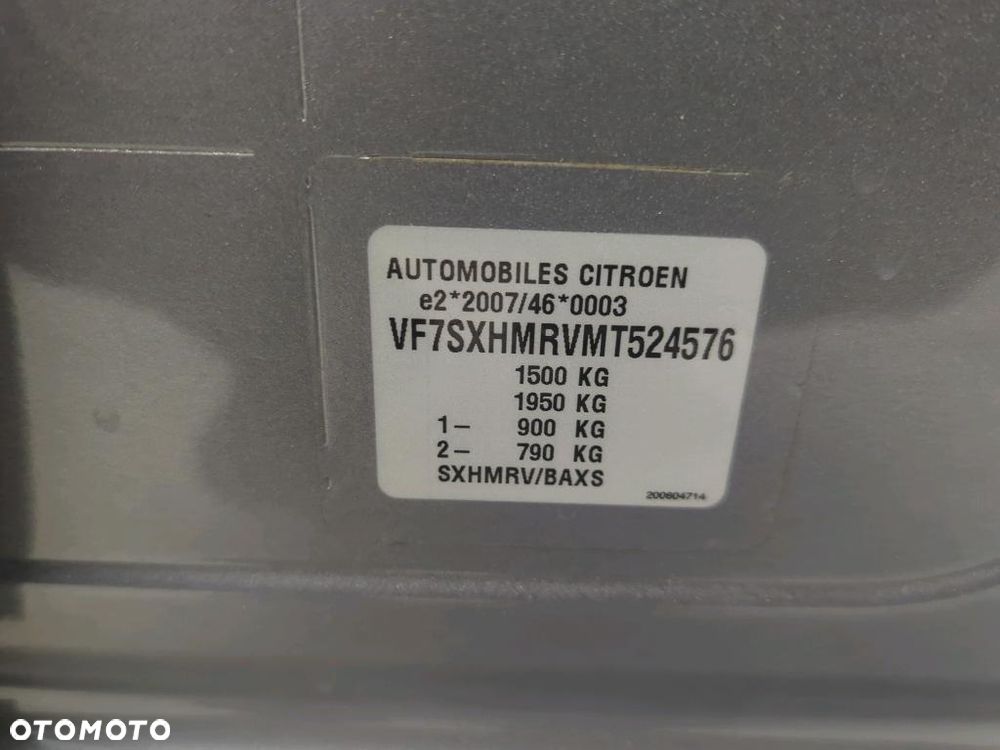 AUTOMOBILES CITROEN
e2*2007/46*0003
VF7SXHMRVMT524576
1500 KG
1950 KG
1– 900 KG
2– 790 KG
SXHMRV/BAXS
200604714
OTOMOTO